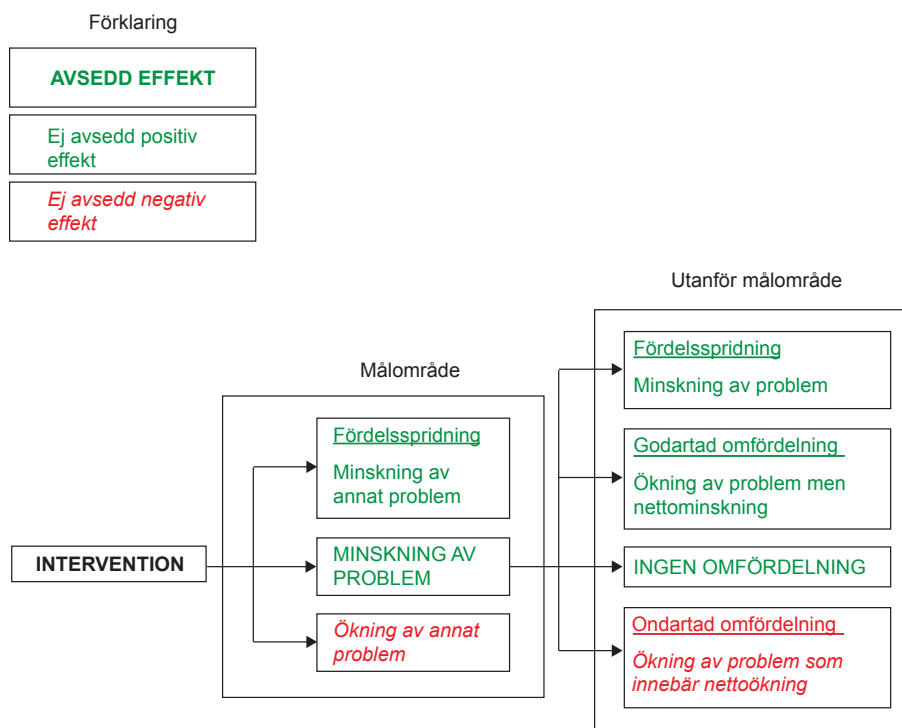 Förklaring
AVSEDD EFFEKT
Ej avsedd positiv
effekt
Ej avsedd negativ
effekt
Utanför målområde
Fördelsspridning
Minskning av problem
Målområde
Fördelsspridning
Minskning av
annat problem
Godartad omfördelning
Ökning av problem men
nettominskning
INTERVENTION
MINSKNING AV
PROBLEM
INGEN OMFÖRDELNING
Ökning av annat
problem
Ondartad omfördelning
Ökning av problem som
innebär nettoökning